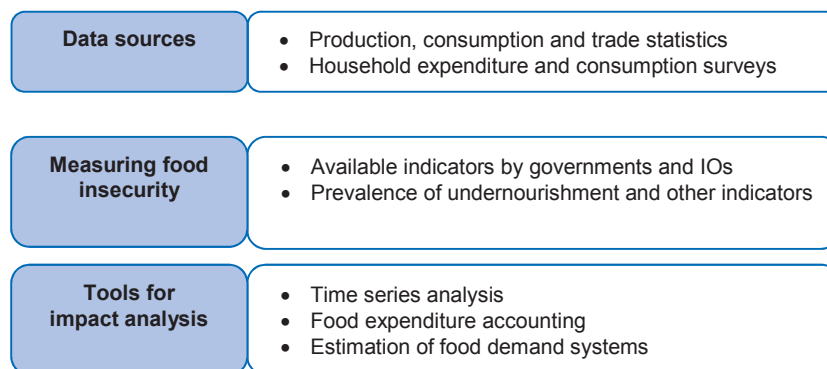 Data sources
• Production, consumption and trade statistics
• Household expenditure and consumption surveys
Measuring food
insecurity
• Available indicators by governments and IOs
• Prevalence of undernourishment and other indicators
Tools for
impact analysis
• Time series analysis
• Food expenditure accounting
• Estimation of food demand systems